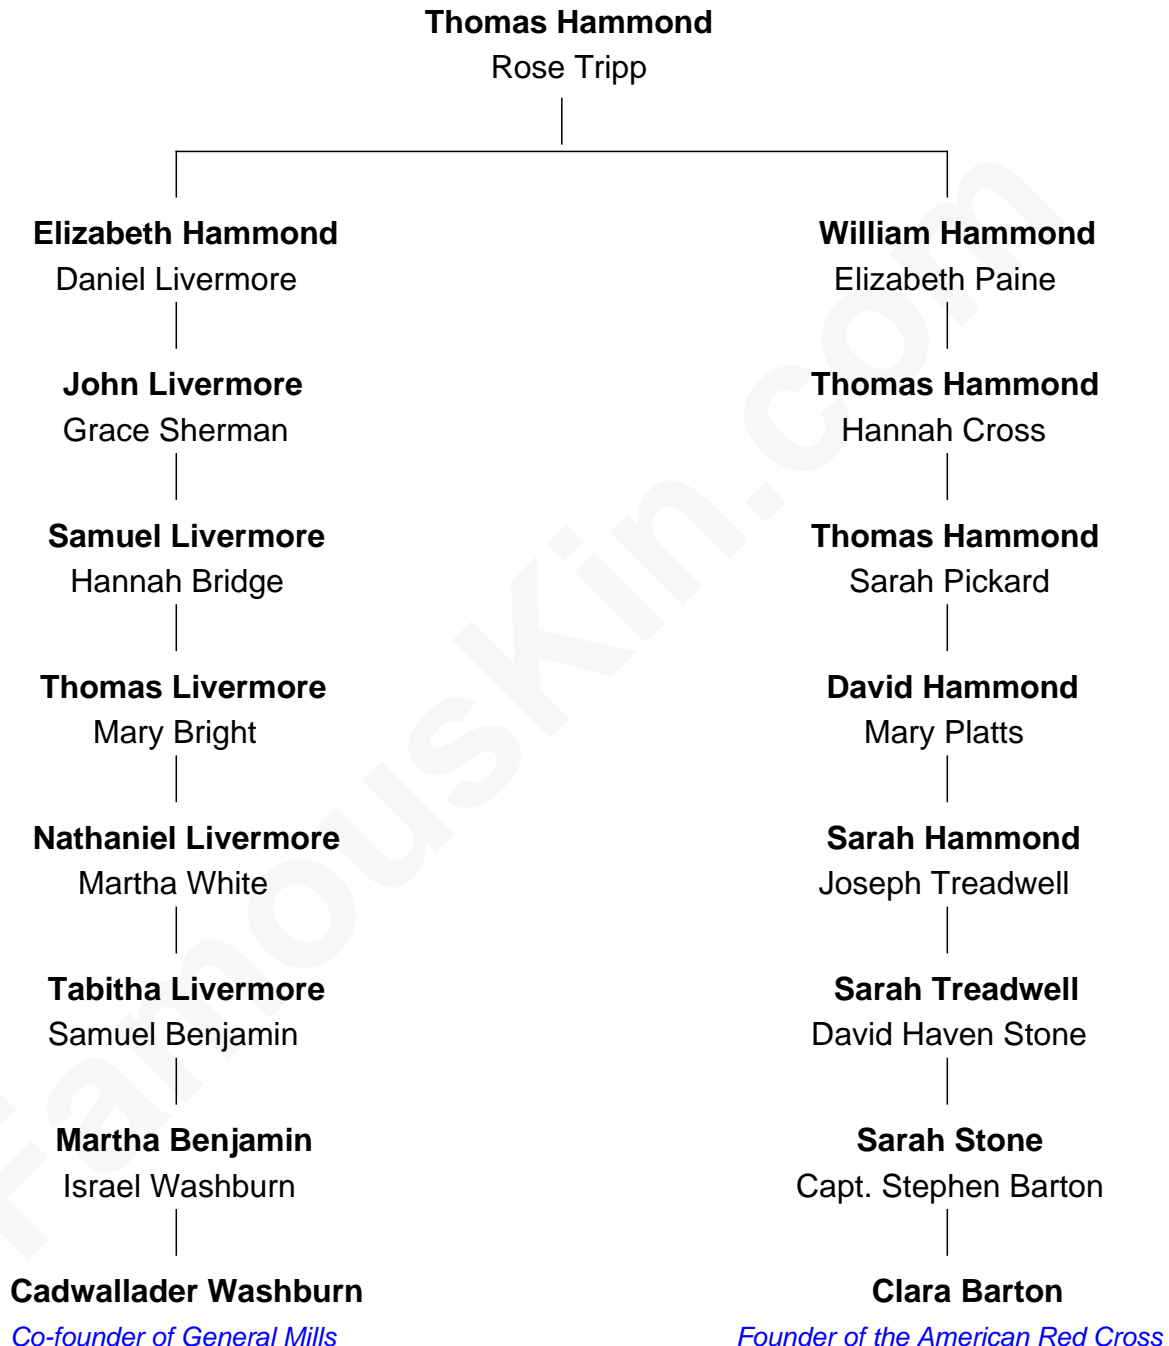 Thomas Hammond
Rose Tripp
Elizabeth Hammond
Daniel Livermore
William Hammond
Elizabeth Paine
John Livermore
Grace Sherman
Thomas Hammond
Hannah Cross
Samuel Livermore
Hannah Bridge
Thomas Hammond
Sarah Pickard
Thomas Livermore
Mary Bright
David Hammond
Mary Platts
Nathaniel Livermore
Martha White
Sarah Hammond
Joseph Treadwell
Tabitha Livermore
Samuel Benjamin
Sarah Treadwell
David Haven Stone
Martha Benjamin
Israel Washburn
Sarah Stone
Capt. Stephen Barton
Cadwallader Washburn
Co-founder of General Mills
Clara Barton
Founder of the American Red Cross
FamousKin.com